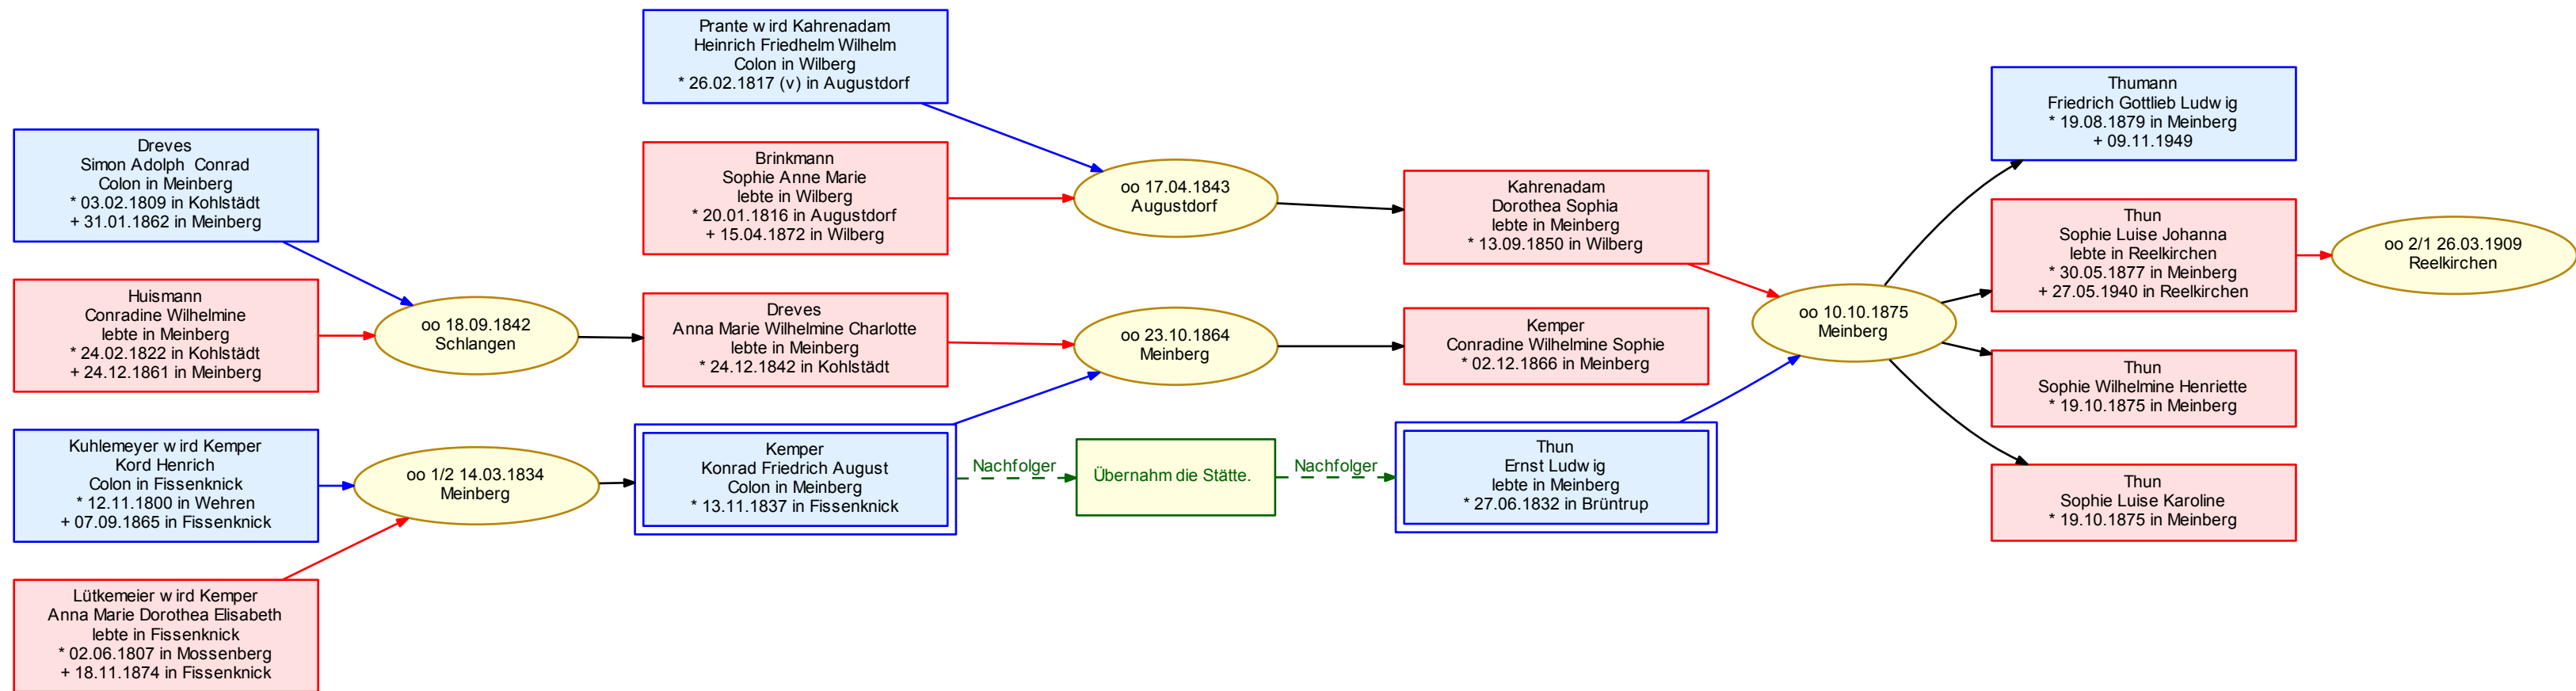 Prante wird Kahrenadam
Heinrich Friedhelm Wilhelm
Colon in Wilberg
* 26.02.1817 (v) in Augustdorf
Dreves
Simon Adolph  Conrad
Colon in Meinberg
* 03.02.1809 in Kohlstädt
+ 31.01.1862 in Meinberg
Huismann
Conradine Wilhelmine
lebte in Meinberg
* 24.02.1822 in Kohlstädt
+ 24.12.1861 in Meinberg
Kuhlemeyer wird Kemper
Kord Henrich
Colon in Fissenknick
* 12.11.1800 in Wehren
+ 07.09.1865 in Fissenknick
Lütkemeier wird Kemper
Anna Marie Dorothea Elisabeth
lebte in Fissenknick
* 02.06.1807 in Mossenberg
+ 18.11.1874 in Fissenknick
oo 18.09.1842
Schlangen
oo 1/2 14.03.1834
Meinberg
Brinkmann
Sophie Anne Marie
lebte in Wilberg
* 20.01.1816 in Augustdorf
+ 15.04.1872 in Wilberg
Dreves
Anna Marie Wilhelmine Charlotte
lebte in Meinberg
* 24.12.1842 in Kohlstädt
Kemper
Konrad Friedrich August
Colon in Meinberg
* 13.11.1837 in Fissenknick
oo 17.04.1843
Augustdorf
oo 23.10.1864
Meinberg
Nachfolger
Übernahm die Stätte.
Nachfolger
Kahrenadam
Dorothea Sophia
lebte in Meinberg
* 13.09.1850 in Wilberg
Kemper
Conradine Wilhelmine Sophie
* 02.12.1866 in Meinberg
Thun
Ernst Ludwig
lebte in Meinberg
* 27.06.1832 in Brüntrup
oo 10.10.1875
Meinberg
Thumann
Friedrich Gottlieb Ludwig
* 19.08.1879 in Meinberg
+ 09.11.1949
Thun
Sophie Luise Johanna
lebte in Reelkirchen
* 30.05.1877 in Meinberg
+ 27.05.1940 in Reelkirchen
Thun
Sophie Wilhelmine Henriette
* 19.10.1875 in Meinberg
Thun
Sophie Luise Karoline
* 19.10.1875 in Meinberg
oo 2/1 26.03.1909
Reelkirchen